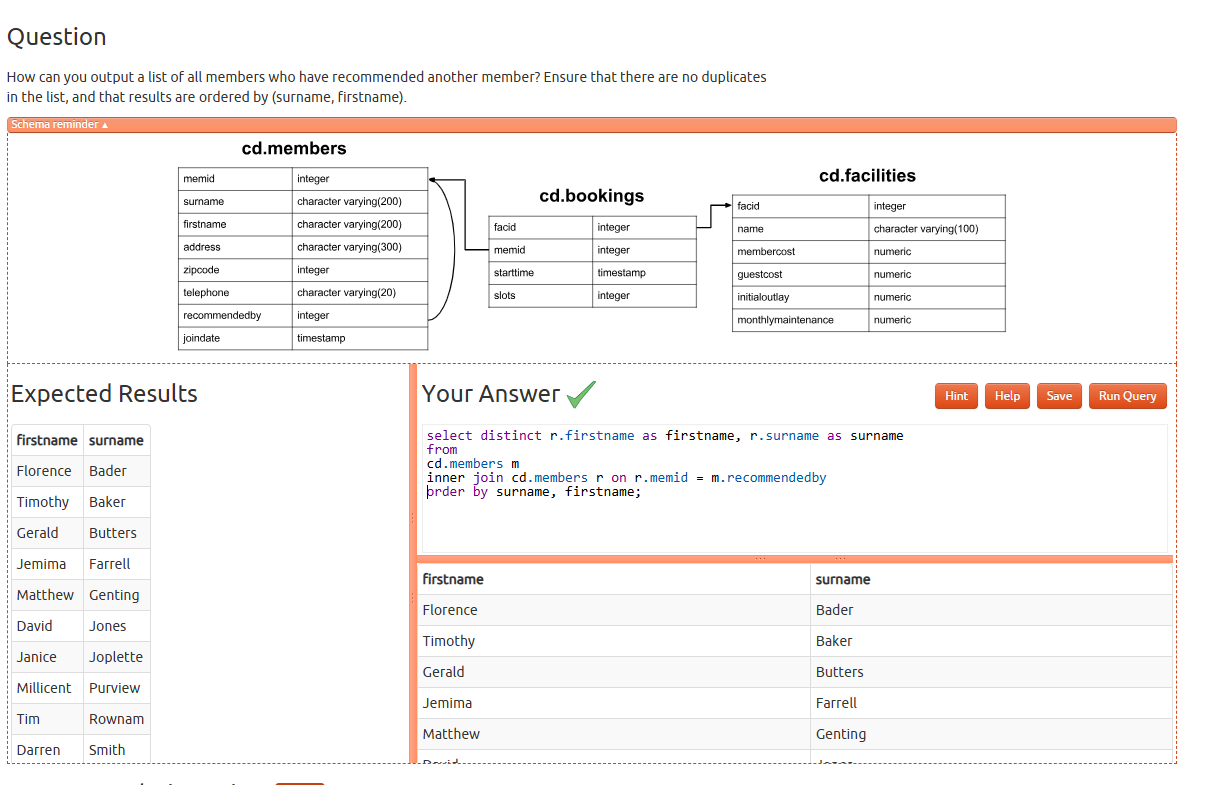 Question
How can you output a list of all members who have recommended another member? Ensure that there are no duplicates
in the list, and that results are ordered by (surname, firstname).
Schema reminder ▲
cd.members
memid integer
surname character varying(200)
firstname character varying(200)
address character varying(300)
zipcode integer
telephone character varying(20)
recommendedby integer
joindate timestamp
cd.bookings
facid integer
memid integer
starttime timestamp
slots integer
cd.facilities
facid integer
name character varying(100)
membercost numeric
guestcost numeric
initialoutlay numeric
monthlymaintenance numeric
Expected Results
firstname surname
Florence Bader
Timothy Baker
Gerald Butters
Jemima Farrell
Matthew Genting
David Jones
Janice Joplette
Millicent Purview
Tim Rownam
Darren Smith
Your Answer
Hint Help Save Run Query
select distinct r.firstname as firstname, r.surname as surname
from
cd.members m
inner join cd.members r on r.memid = m.recommendedby
order by surname, firstname;
firstname surname
Florence Bader
Timothy Baker
Gerald Butters
Jemima Farrell
Matthew Genting